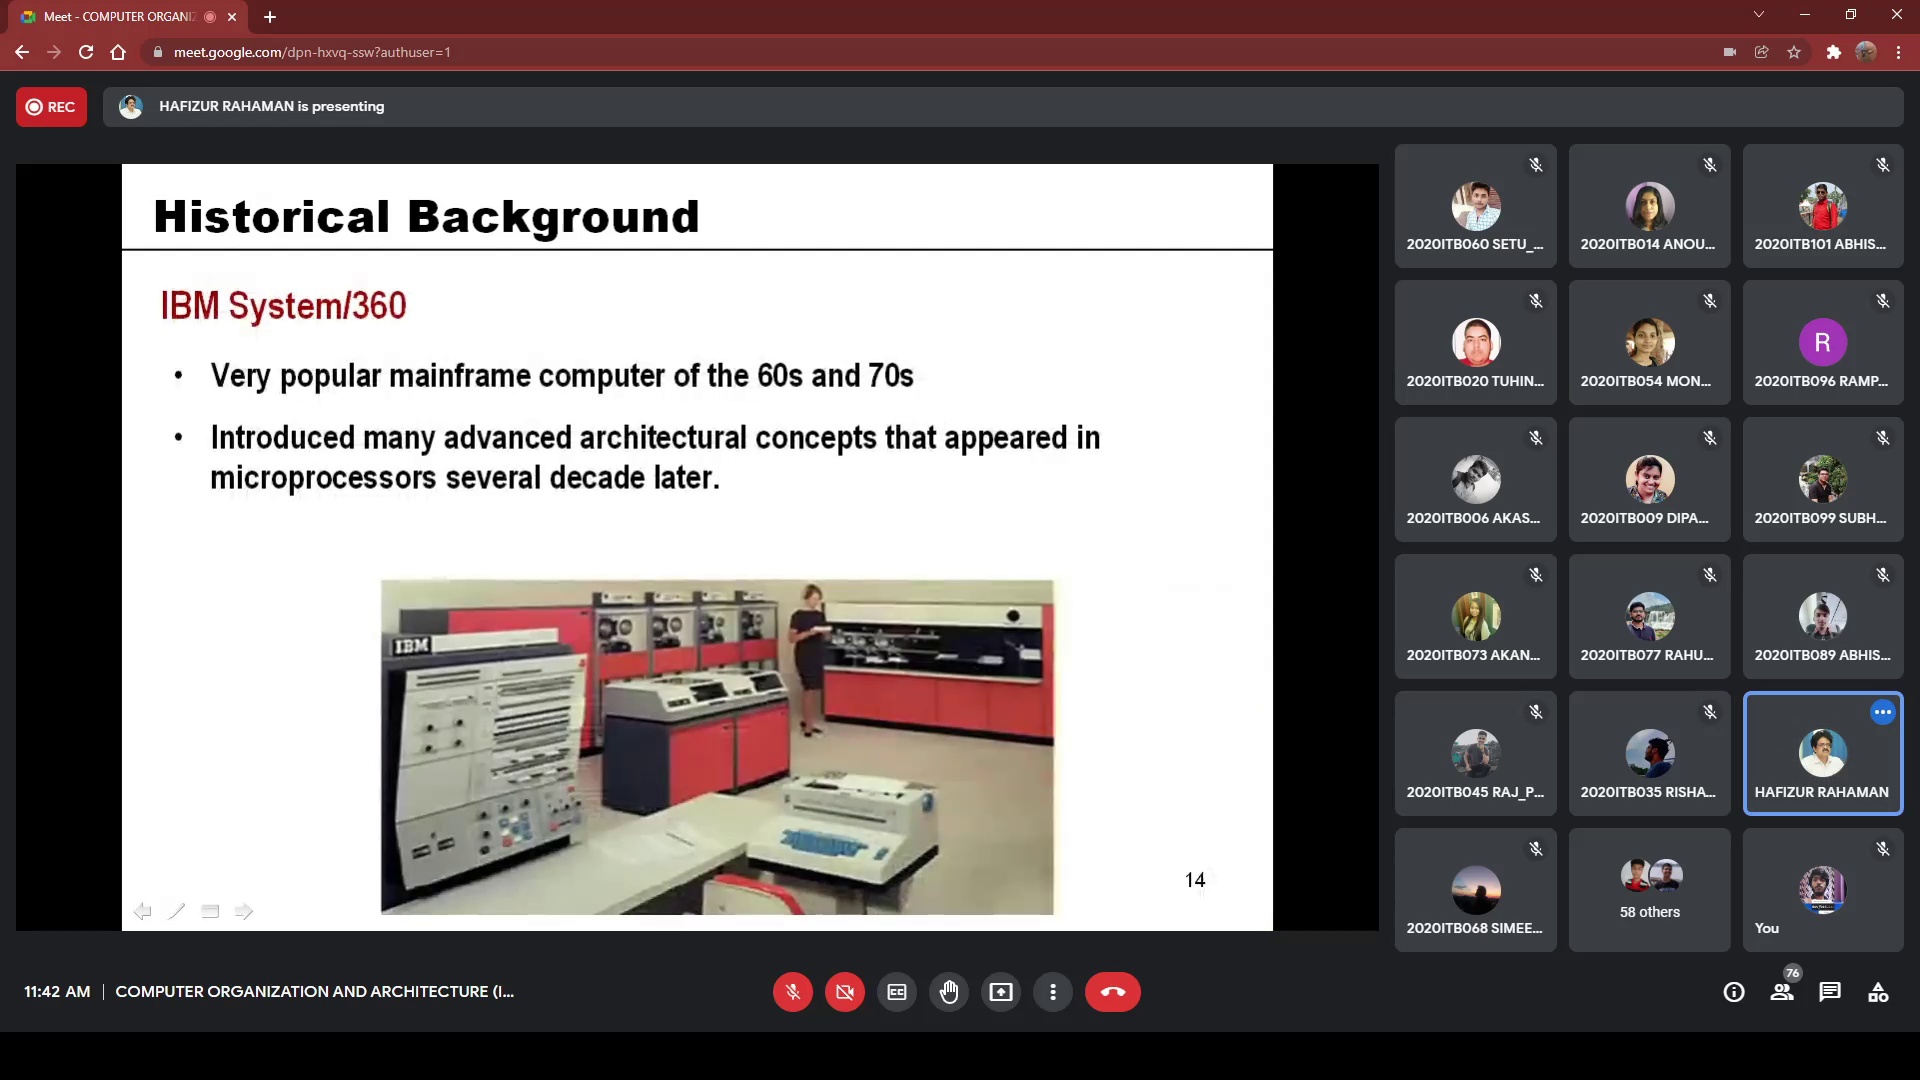 Meet - COMPUTER ORGANIZ
meet.google.com/dpn-hxvq-ssw?authuser=1
REC
HAFIZUR RAHAMAN is presenting
Historical Background
IBM System/360
• Very popular mainframe computer of the 60s and 70s
• Introduced many advanced architectural concepts that appeared in
microprocessors several decade later.
IBM
14
2020ITB060 SETU_...
2020ITB014 ANOU...
2020ITB101 ABHIS...
2020ITB020 TUHIN...
2020ITB054 MON...
R
2020ITB096 RAMP...
2020ITB006 AKAS...
2020ITB009 DIPA...
2020ITB099 SUBH...
2020ITB073 AKAN...
2020ITB077 RAHU...
2020ITB089 ABHIS...
2020ITB045 RAJ_P...
2020ITB035 RISHA...
HAFIZUR RAHAMAN
2020ITB068 SIMEE...
58 others
You
11:42 AM | COMPUTER ORGANIZATION AND ARCHITECTURE (I...
76